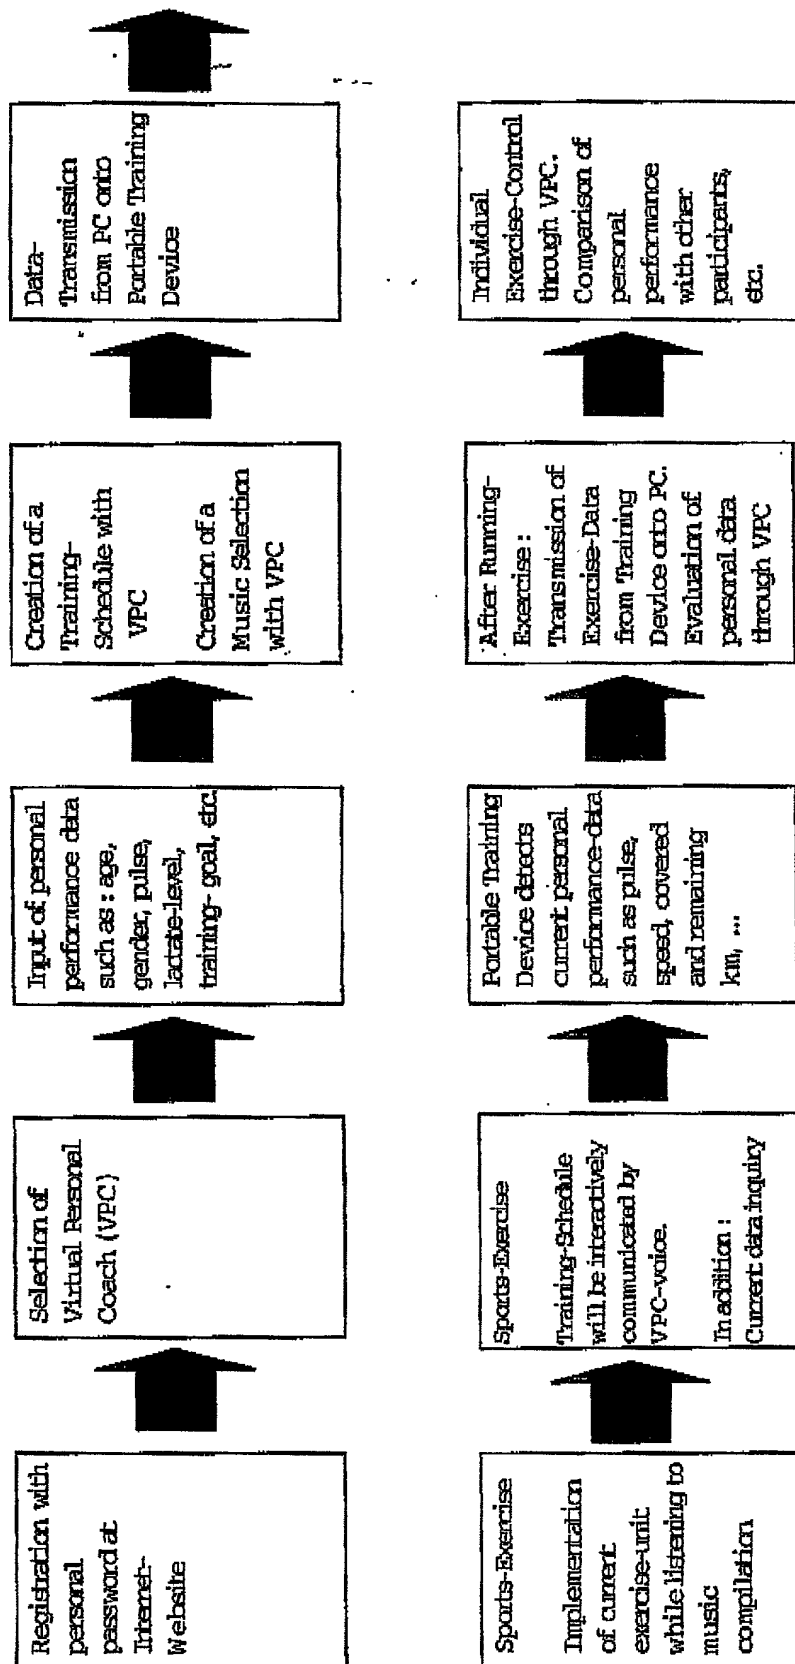 Registration with
personal
password at
Internet-
Website
Selection of
Virtual Personal
Coach (VPC)
Input of personal
performance data
such as : age,
gender, pulse,
lactate-level,
training- goal, etc.
Creation of a
Training-
Schedule with
VPC
Creation of a
Music Selection
with VPC
Data-
Transmission
from PC onto
Portable Training
Device
Sports-Exercise
Implementation
of current
exercise-unit
while listening to
music
compilation
Sports-Exercise
Training-Schedule
will be interactively
communicated by
VPC-voice.
In addition :
Current data inquiry
Portable Training
Device detects
current personal
performance-data
such as pulse,
speed, covered
and remaining
km, ...
After Running-
Exercise :
Transmission of
Exercise-Data
from Training
Device onto PC.
Evaluation of
personal data
through VPC
Individual
Exercise-Control
through VPC.
Comparison of
personal
performance
with other
participants,
etc.